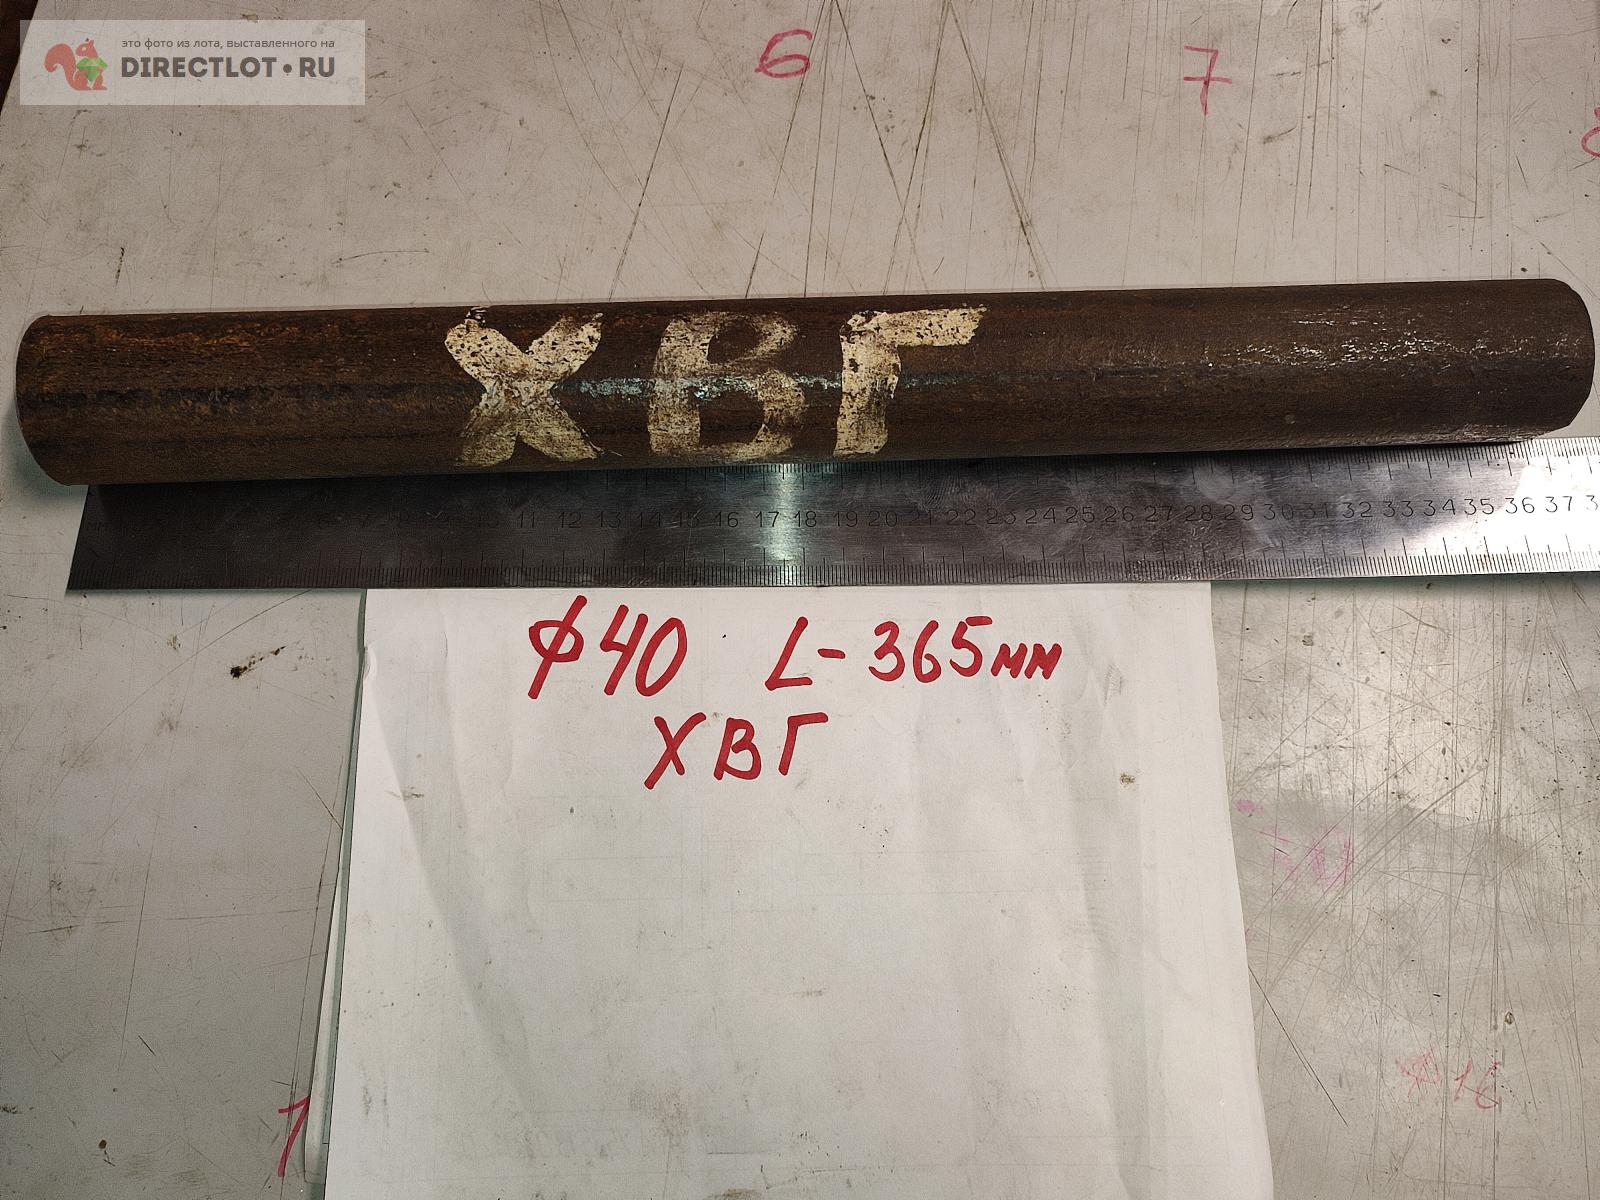 это фото из лота, выставленного на
DIRECTLOT•RU
6
7
ХВГ
10 11 12 13 14 15 16 17 18 19 20 21 22 23 24 25 26 27 28 29 30 31 32 33 34 35 36 37
φ40 L-365мм
ХВГ
1